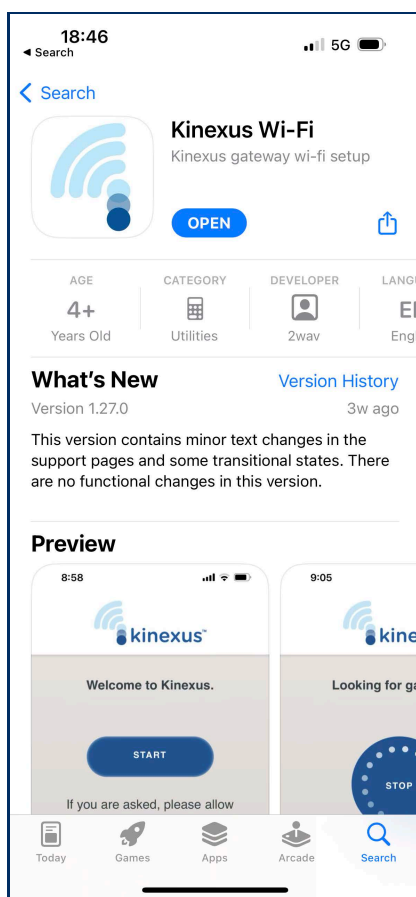 18:46
◀ Search
5G
Search
Kinexus Wi-Fi
Kinexus gateway wi-fi setup
OPEN
AGE
4+
Years Old
CATEGORY
Utilities
DEVELOPER
2wav
LANGU
E
Engl
What's New
Version History
Version 1.27.0
3w ago
This version contains minor text changes in the
support pages and some transitional states. There
are no functional changes in this version.
Preview
8:58
kinexus™
Welcome to Kinexus.
START
If you are asked, please allow
9:05
kine
Looking for ga
STOP
Today
Games
Apps
Arcade
Search